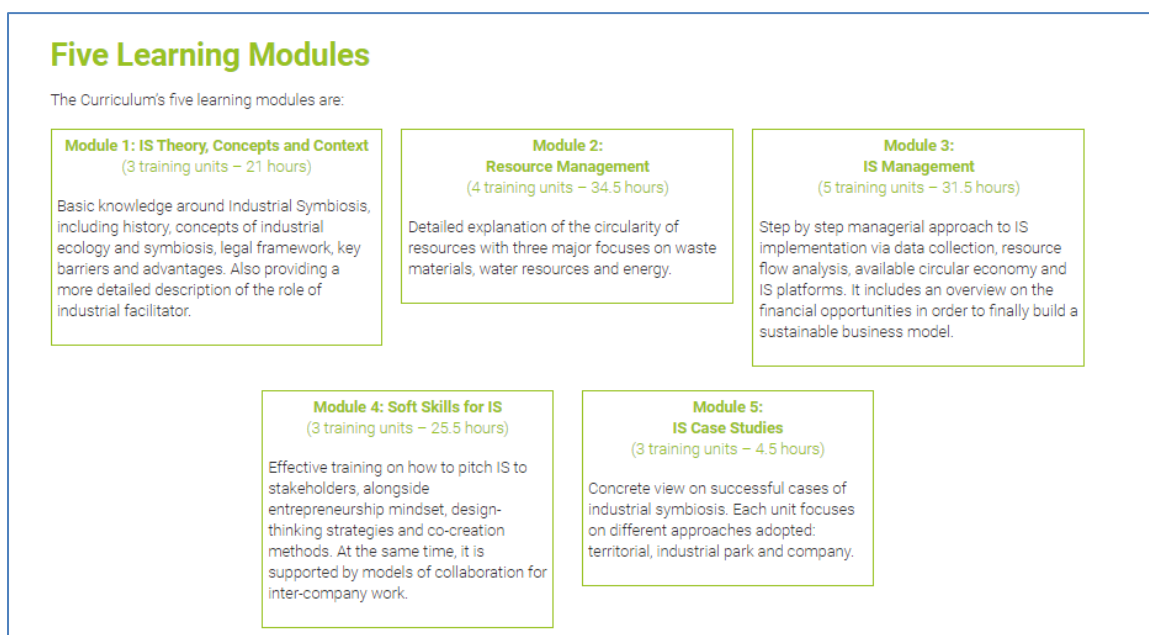 Five Learning Modules
The Curriculum's five learning modules are:
Module 1: IS Theory, Concepts and Context
(3 training units – 21 hours)
Basic knowledge around Industrial Symbiosis,
including history, concepts of industrial
ecology and symbiosis, legal framework, key
barriers and advantages. Also providing a
more detailed description of the role of
industrial facilitator.
Module 2:
Resource Management
(4 training units – 34.5 hours)
Detailed explanation of the circularity of
resources with three major focuses on waste
materials, water resources and energy.
Module 3:
IS Management
(5 training units – 31.5 hours)
Step by step managerial approach to IS
implementation via data collection, resource
flow analysis, available circular economy and
IS platforms. It includes an overview on the
financial opportunities in order to finally build a
sustainable business model.
Module 4: Soft Skills for IS
(3 training units – 25.5 hours)
Effective training on how to pitch IS to
stakeholders, alongside
entrepreneurship mindset, design-
thinking strategies and co-creation
methods. At the same time, it is
supported by models of collaboration for
inter-company work.
Module 5:
IS Case Studies
(3 training units – 4.5 hours)
Concrete view on successful cases of
industrial symbiosis. Each unit focuses
on different approaches adopted:
territorial, industrial park and company.